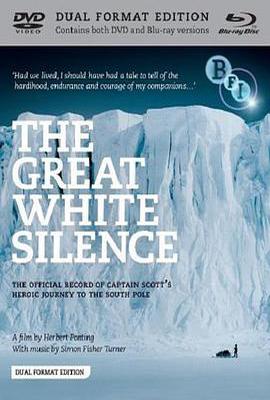 DVD VIDEO
DUAL FORMAT EDITION
Contains both DVD and Blu-ray versions
Blu-ray Disc
BFI
'Had we lived, I should have had a tale to tell of the
hardihood, endurance and courage of my companions...'
THE
GREAT
WHITE
SILENCE
THE OFFICIAL RECORD OF CAPTAIN SCOTT'S
HEROIC JOURNEY TO THE SOUTH POLE
A film by Herbert Ponting
With music by Simon Fisher Turner
DUAL FORMAT EDITION